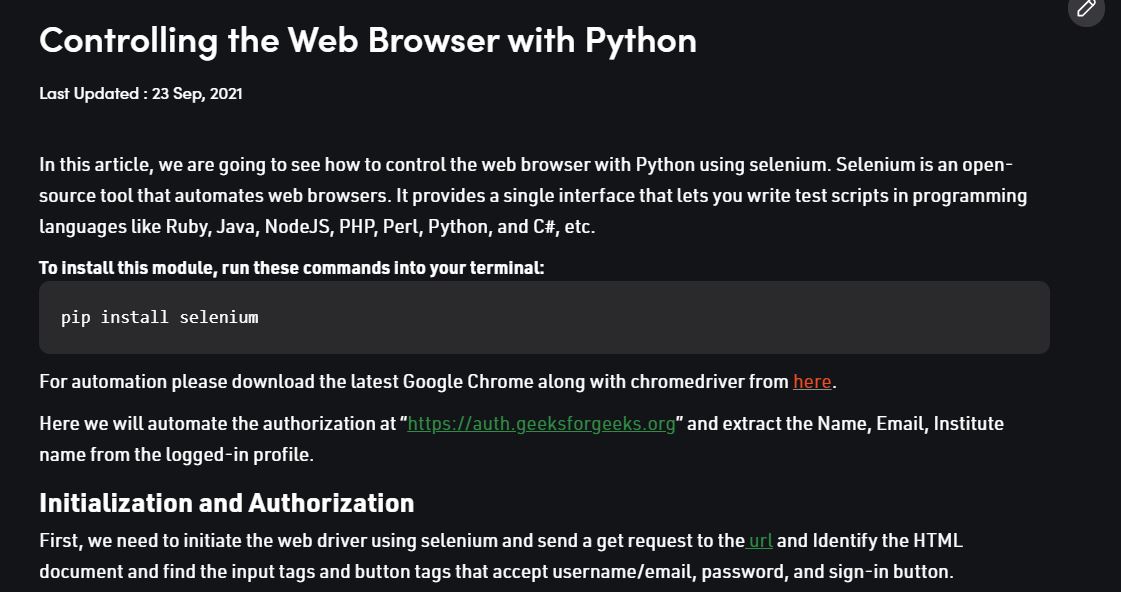 Controlling the Web Browser with Python
Last Updated : 23 Sep, 2021
In this article, we are going to see how to control the web browser with Python using selenium. Selenium is an open-
source tool that automates web browsers. It provides a single interface that lets you write test scripts in programming
languages like Ruby, Java, NodeJS, PHP, Perl, Python, and C#, etc.
To install this module, run these commands into your terminal:
pip install selenium
For automation please download the latest Google Chrome along with chromedriver from here.
Here we will automate the authorization at “https://auth.geeksforgeeks.org” and extract the Name, Email, Institute
name from the logged-in profile.
Initialization and Authorization
First, we need to initiate the web driver using selenium and send a get request to the url and Identify the HTML
document and find the input tags and button tags that accept username/email, password, and sign-in button.